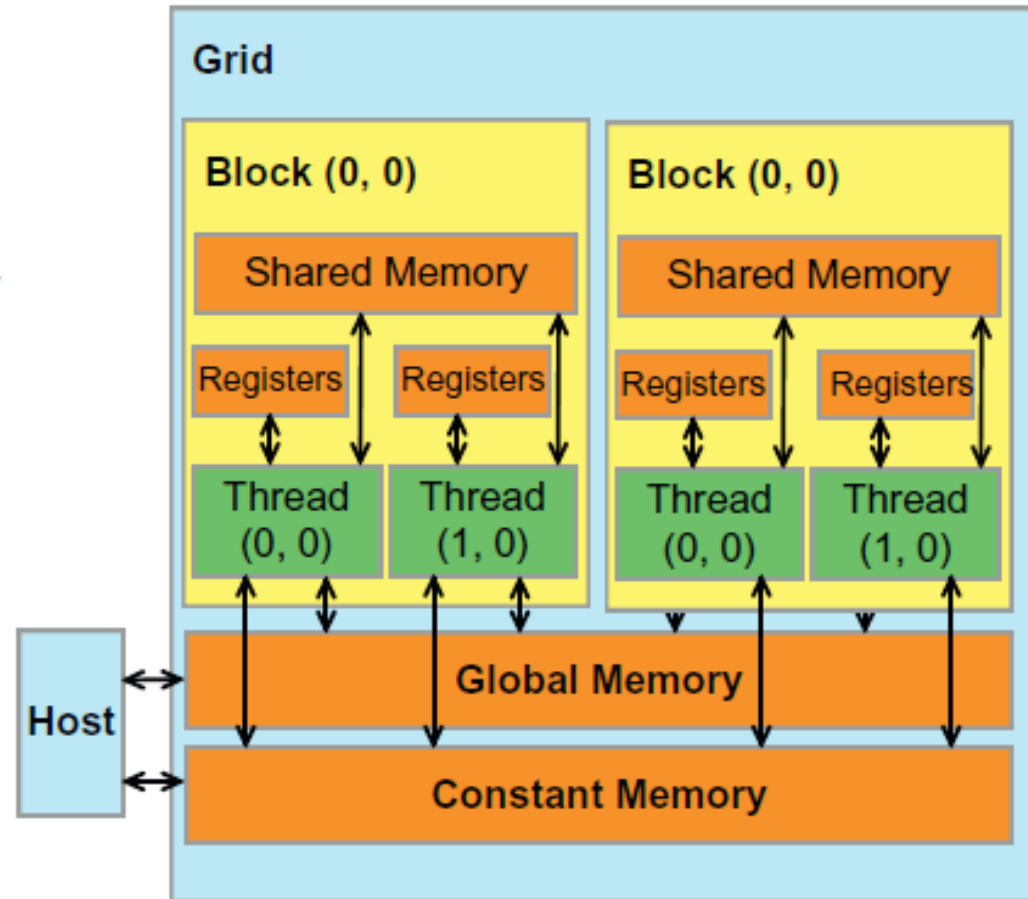 Grid
Block (0, 0)
Block (0, 0)
Shared Memory
Shared Memory
Registers
Registers
Registers
Registers
Thread
(0, 0)
Thread
(1, 0)
Thread
(0, 0)
Thread
(1, 0)
Host
Global Memory
Constant Memory